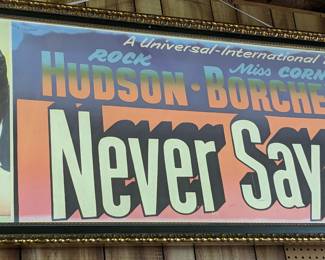 A Universal-International
ROCK Miss CORN
HUDSON · BORCHE
Never Say